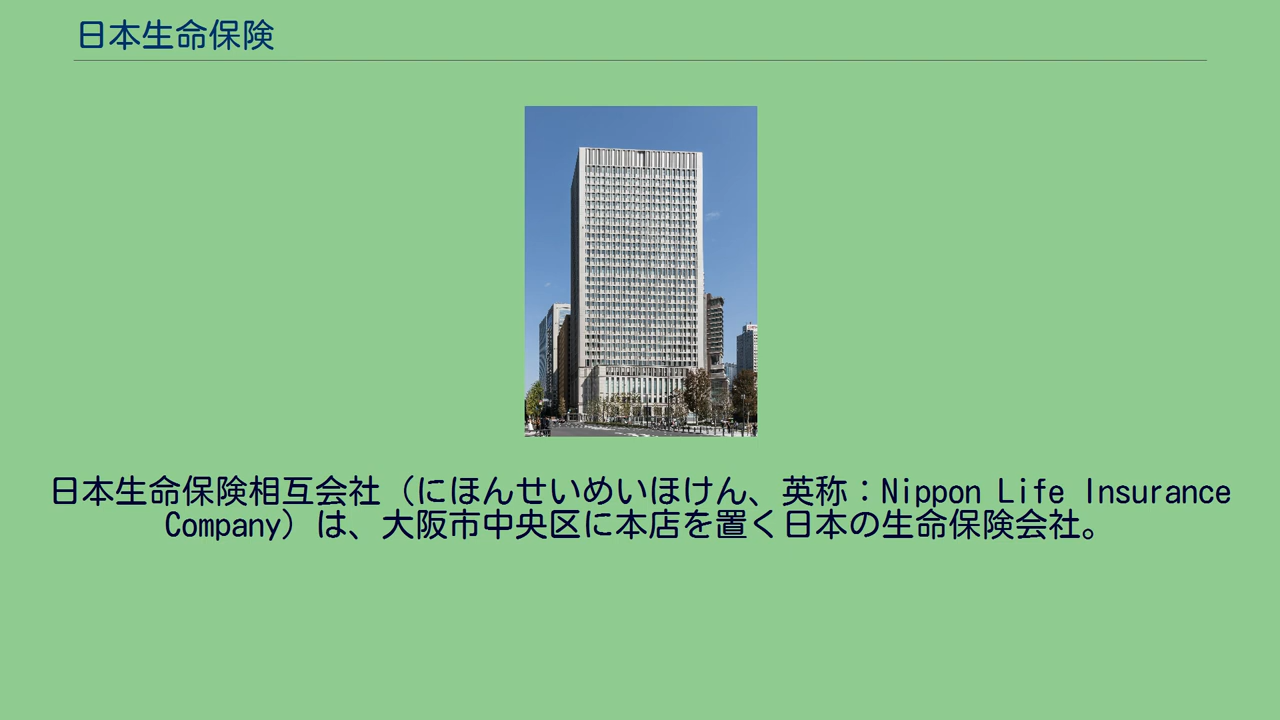 日本生命保険
日本生命保険相互会社（にほんせいめいほけん、英称：Nippon Life Insurance
Company）は、大阪市中央区に本店を置く日本の生命保険会社。